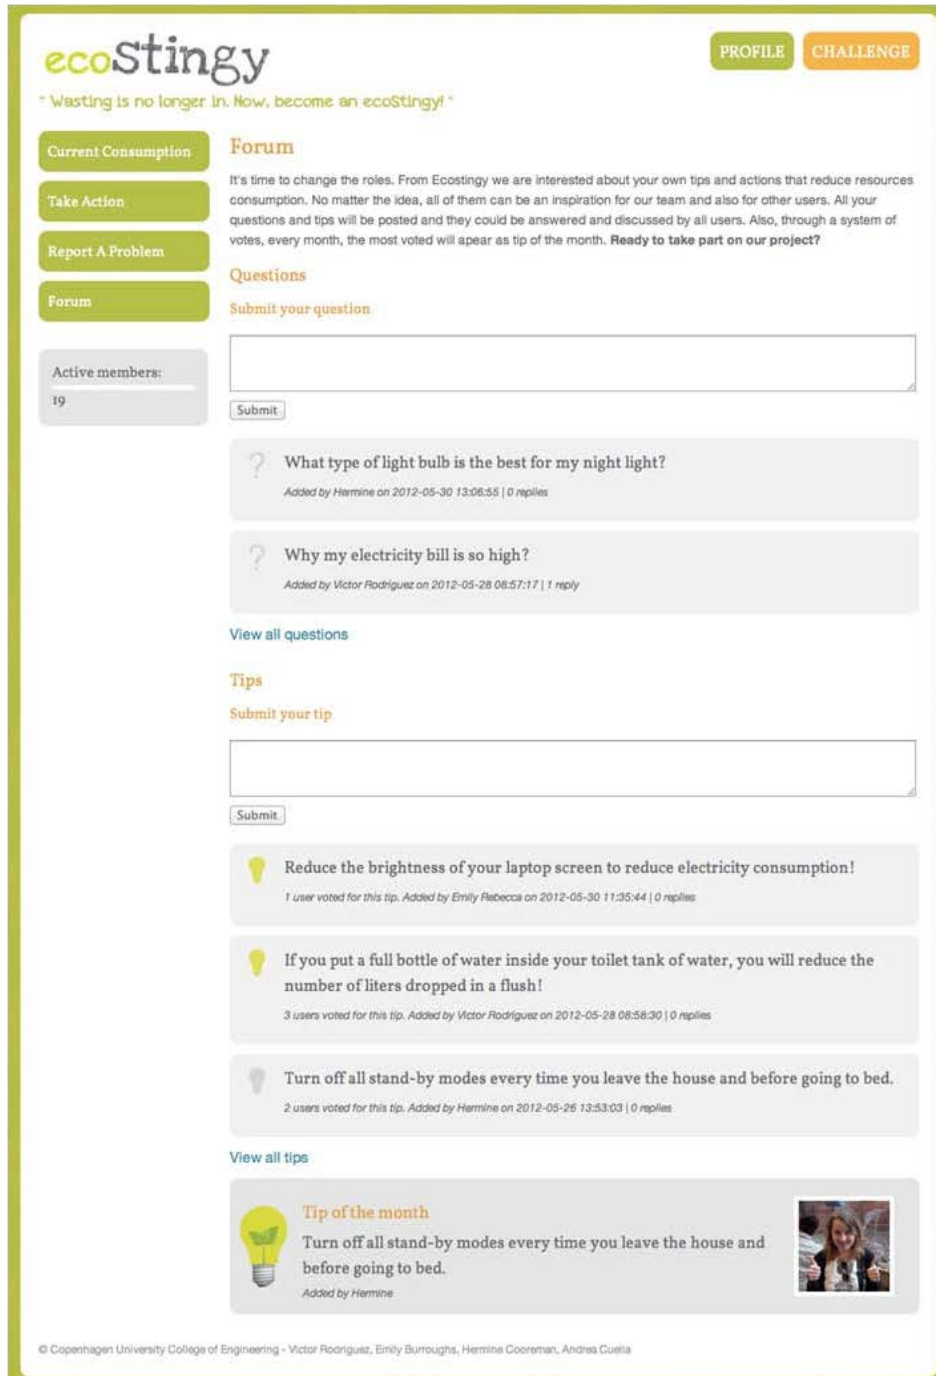 ecoStingy
" Wasting is no longer in. Now, become an ecoStingy! "
PROFILE
CHALLENGE
Current Consumption
Take Action
Report A Problem
Forum
Active members:
19
Forum
It's time to change the roles. From Ecostingy we are interested about your own tips and actions that reduce resources
consumption. No matter the idea, all of them can be an inspiration for our team and also for other users. All your
questions and tips will be posted and they could be answered and discussed by all users. Also, through a system of
votes, every month, the most voted will apear as tip of the month. Ready to take part on our project?
Questions
Submit your question
Submit
? What type of light bulb is the best for my night light?
Added by Hermine on 2012-05-30 13:06:55 | 0 replies
? Why my electricity bill is so high?
Added by Victor Rodriguez on 2012-05-28 08:57:17 | 1 reply
View all questions
Tips
Submit your tip
Submit
Reduce the brightness of your laptop screen to reduce electricity consumption!
1 user voted for this tip. Added by Emily Rebecca on 2012-05-30 11:35:44 | 0 replies
If you put a full bottle of water inside your toilet tank of water, you will reduce the
number of liters dropped in a flush!
3 users voted for this tip. Added by Victor Rodriguez on 2012-05-28 08:58:30 | 0 replies
Turn off all stand-by modes every time you leave the house and before going to bed.
2 users voted for this tip. Added by Hermine on 2012-05-26 13:53:03 | 0 replies
View all tips
Tip of the month
Turn off all stand-by modes every time you leave the house and
before going to bed.
Added by Hermine
© Copenhagen University College of Engineering - Victor Rodriguez, Emily Burroughs, Hermine Cooreman, Andrea Cuella